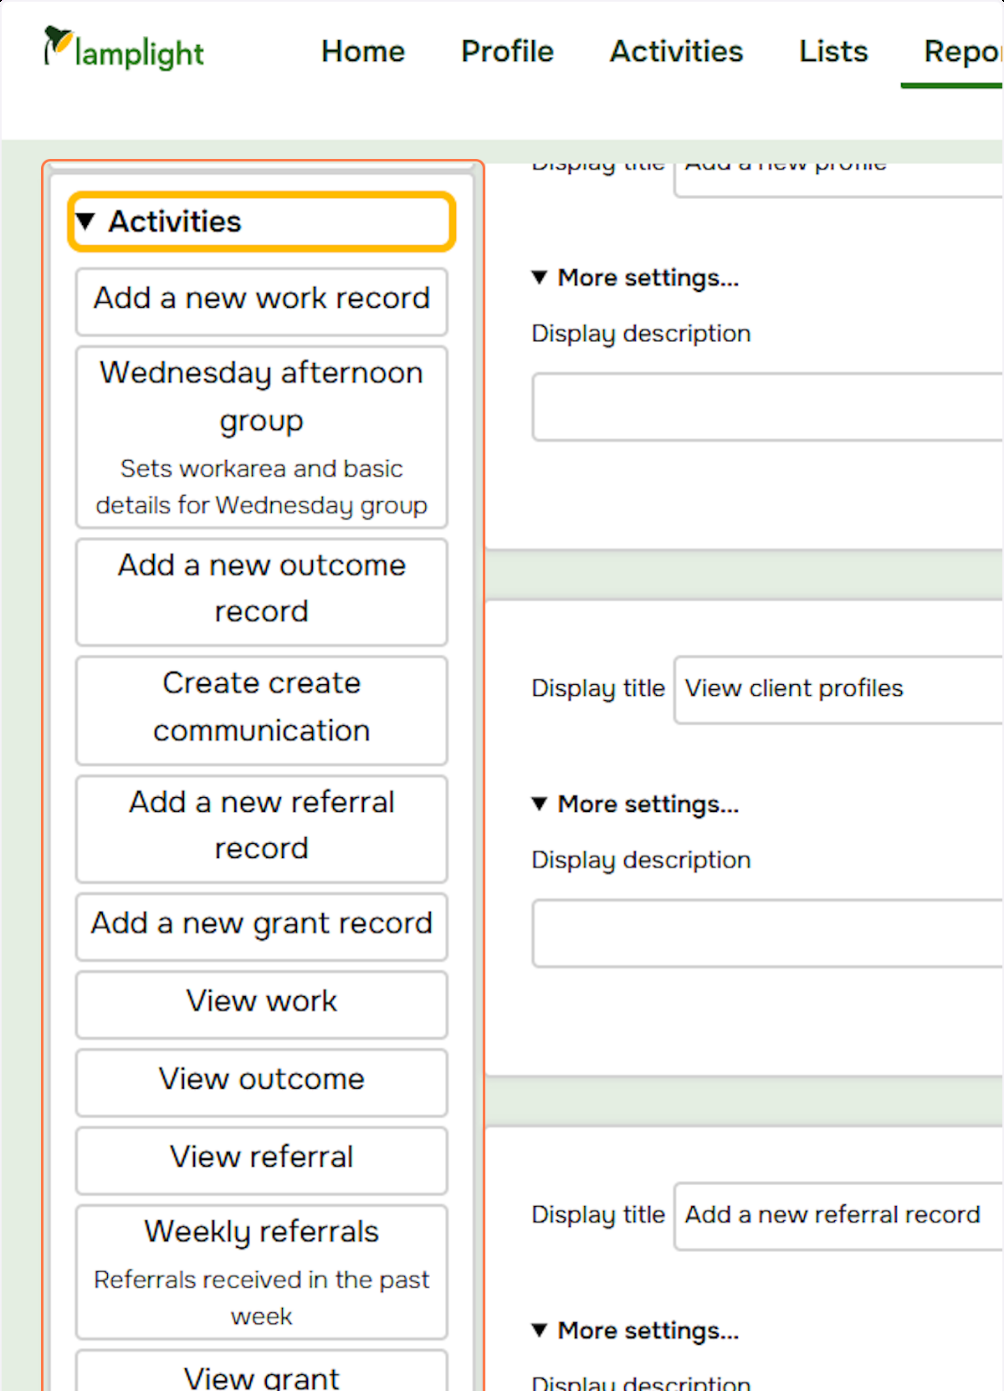 lamplight
Home Profile Activities Lists Repo
Activities
Add a new work record
Wednesday afternoon
group
Sets workarea and basic
details for Wednesday group
Add a new outcome
record
Create create
communication
Add a new referral
record
Add a new grant record
View work
View outcome
View referral
Weekly referrals
Referrals received in the past
week
View grant
Display title Add a new profile
More settings...
Display description
Display title View client profiles
More settings...
Display description
Display title Add a new referral record
More settings...
Display description